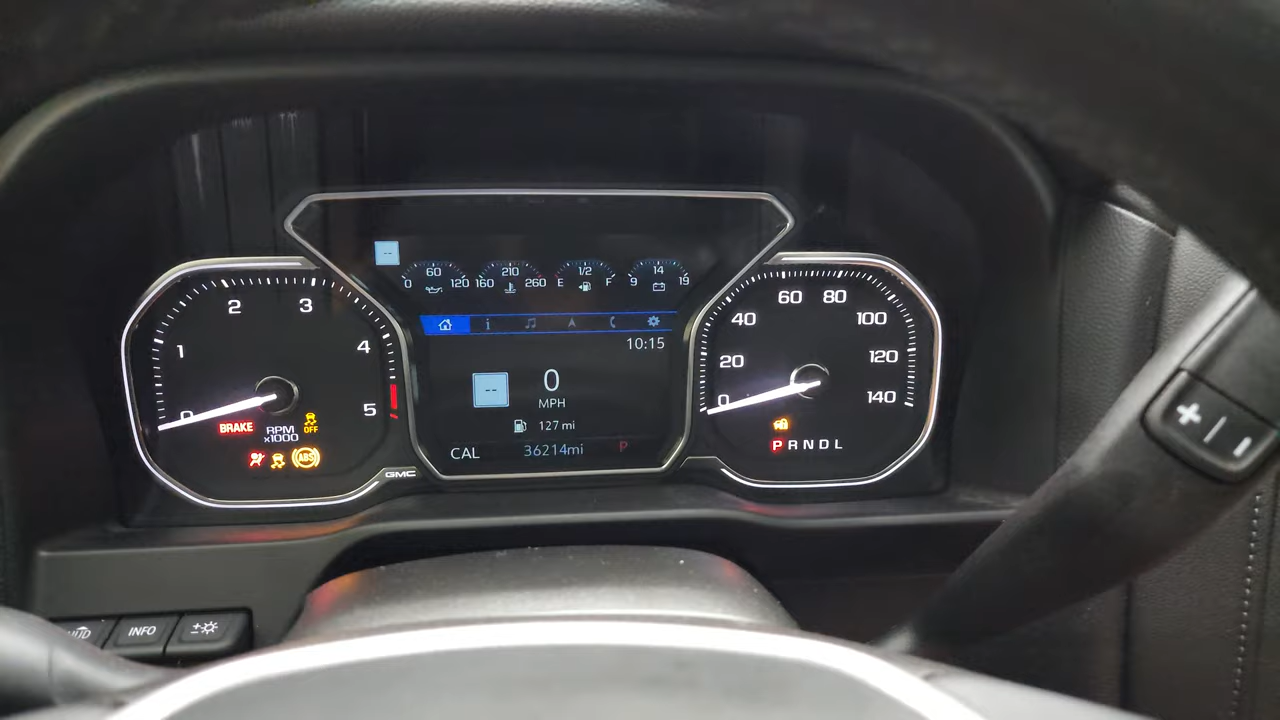 60
210
1/2
14
0 120
160 260
E F
9 19
10:15
--
--
0
MPH
127 mi
CAL 36214mi P
0 1 2 3 4 5
BRAKE
RPM
x1000
OFF
ABS
GMC
0 20 40 60 80 100 120 140
P R N D L
INFO